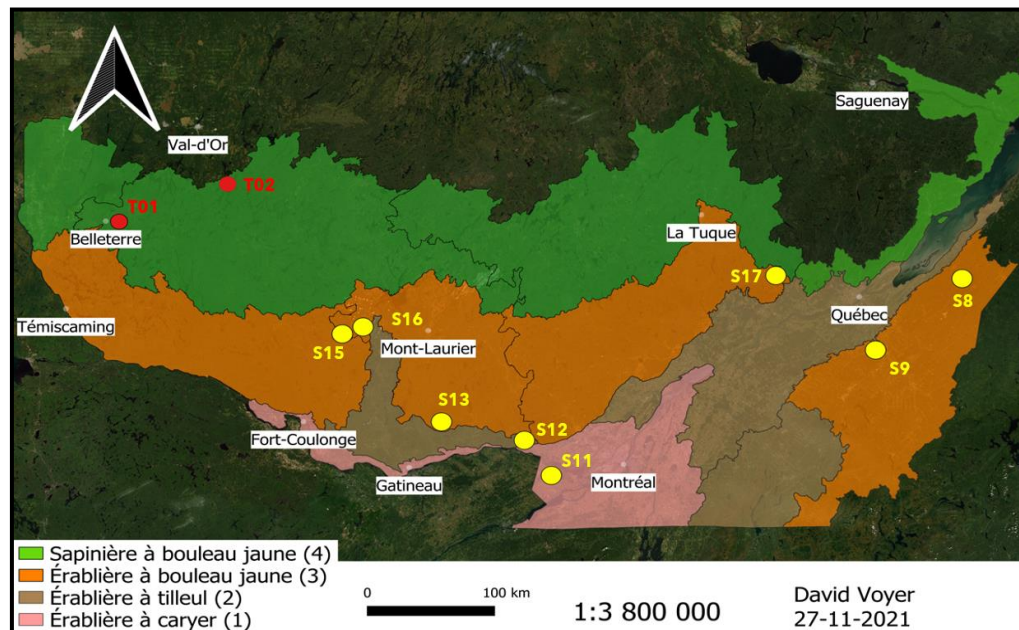 Saguenay
Val-d'Or
T02
T01
Belleterre
La Tuque
S17
S8
Témiscaming
Québec
S16
S15
Mont-Laurier
S9
S13
Fort-Coulonge
S12
S11
Gatineau
Montréal
Sapinière à bouleau jaune (4)
Érablière à bouleau jaune (3)
Érablière à tilleul (2)
Érablière à caryer (1)
0 100 km
1:3 800 000
David Voyer
27-11-2021